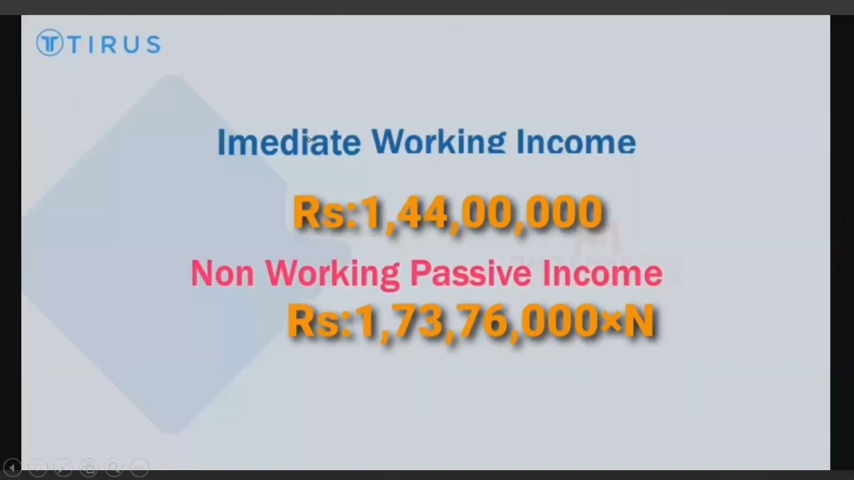 TIRUS
Imediate Working Income
Rs:1,44,00,000
Non Working Passive Income
Rs:1,73,76,000×N